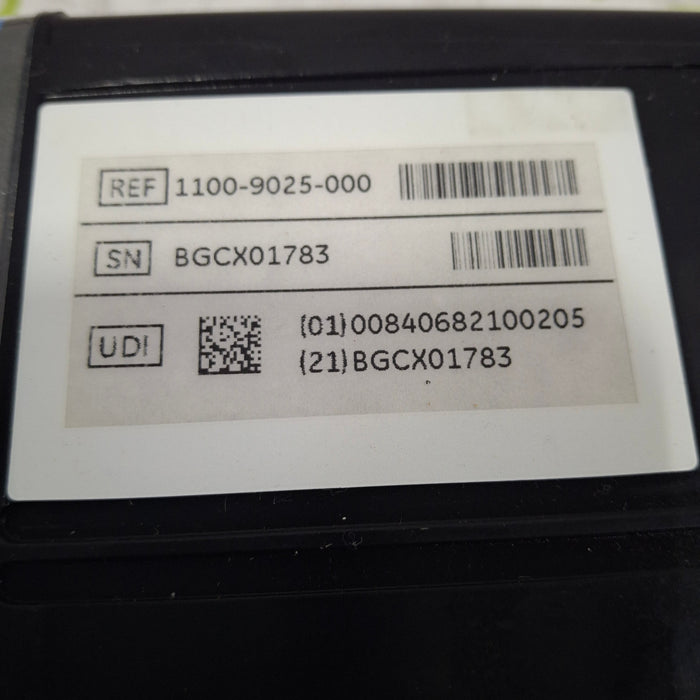 REF 1100-9025-000
SN BGCX01783
UDI (01)00840682100205
(21)BGCX01783